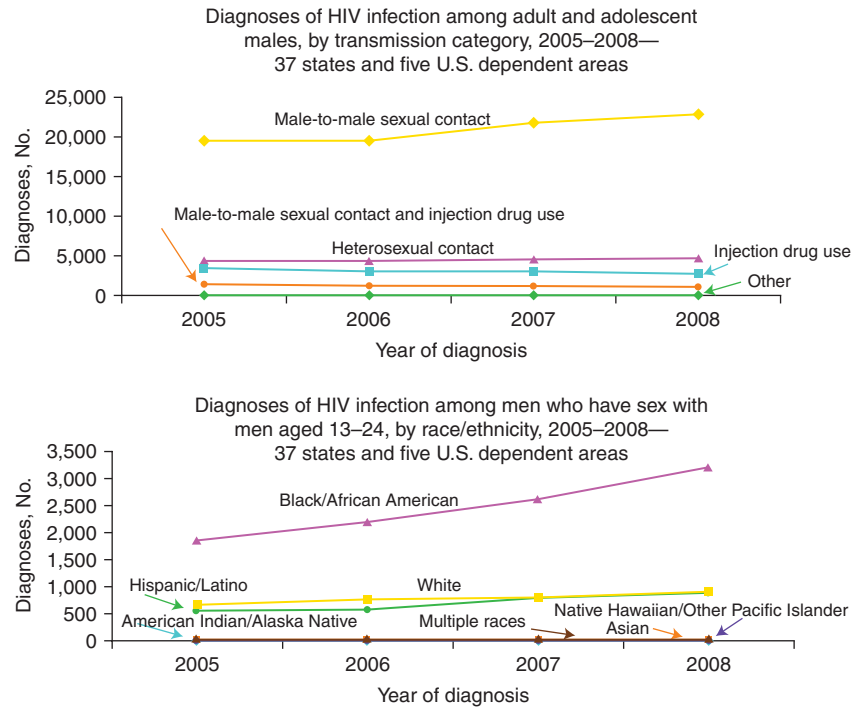 Diagnoses of HIV infection among adult and adolescent
males, by transmission category, 2005–2008—
37 states and five U.S. dependent areas
25,000
20,000
15,000
10,000
5,000
0
Diagnoses, No.
Male-to-male sexual contact
Male-to-male sexual contact and injection drug use
Heterosexual contact
Injection drug use
Other
2005
2006
2007
2008
Year of diagnosis
Diagnoses of HIV infection among men who have sex with
men aged 13–24, by race/ethnicity, 2005–2008—
37 states and five U.S. dependent areas
3,500
3,000
2,500
2,000
1,500
1,000
500
0
Diagnoses, No.
Black/African American
Hispanic/Latino
White
American Indian/Alaska Native
Multiple races
Native Hawaiian/Other Pacific Islander
Asian
2005
2006
2007
2008
Year of diagnosis